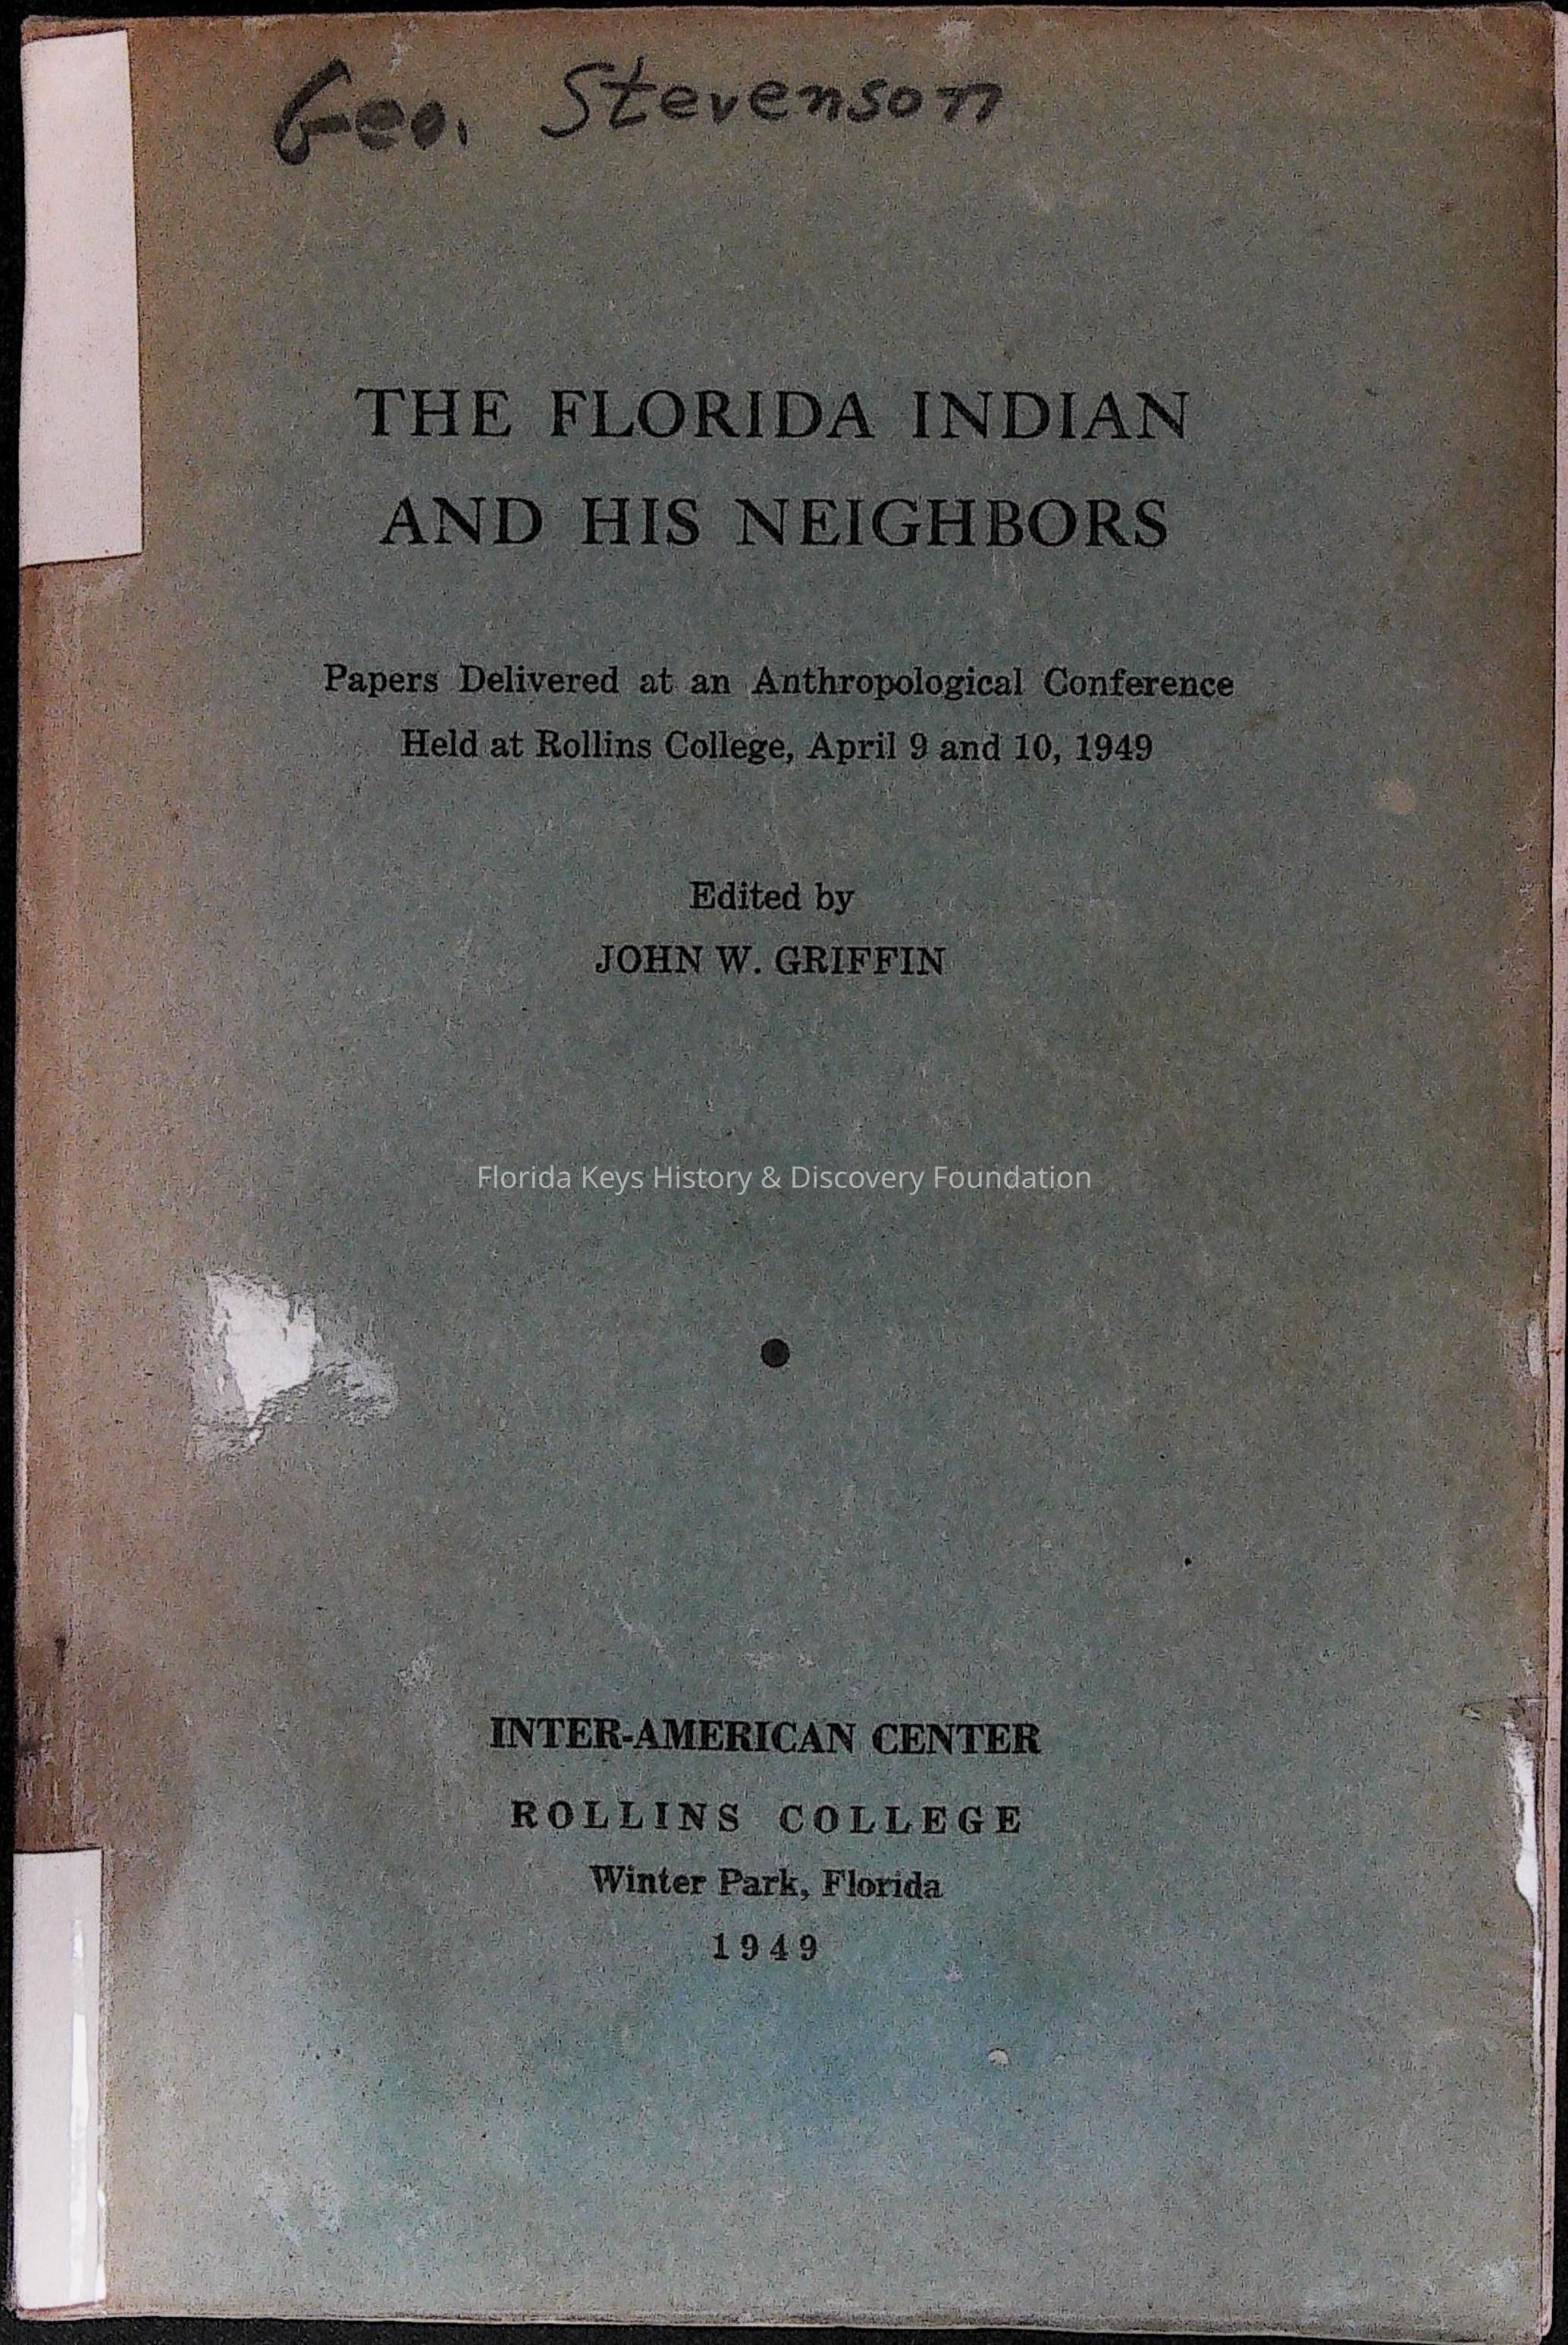 Geo. Stevenson
THE FLORIDA INDIAN
AND HIS NEIGHBORS
Papers Delivered at an Anthropological Conference
Held at Rollins College, April 9 and 10, 1949
Edited by
JOHN W. GRIFFIN
Florida Keys History & Discovery Foundation
INTER-AMERICAN CENTER
ROLLINS COLLEGE
Winter Park, Florida
1949